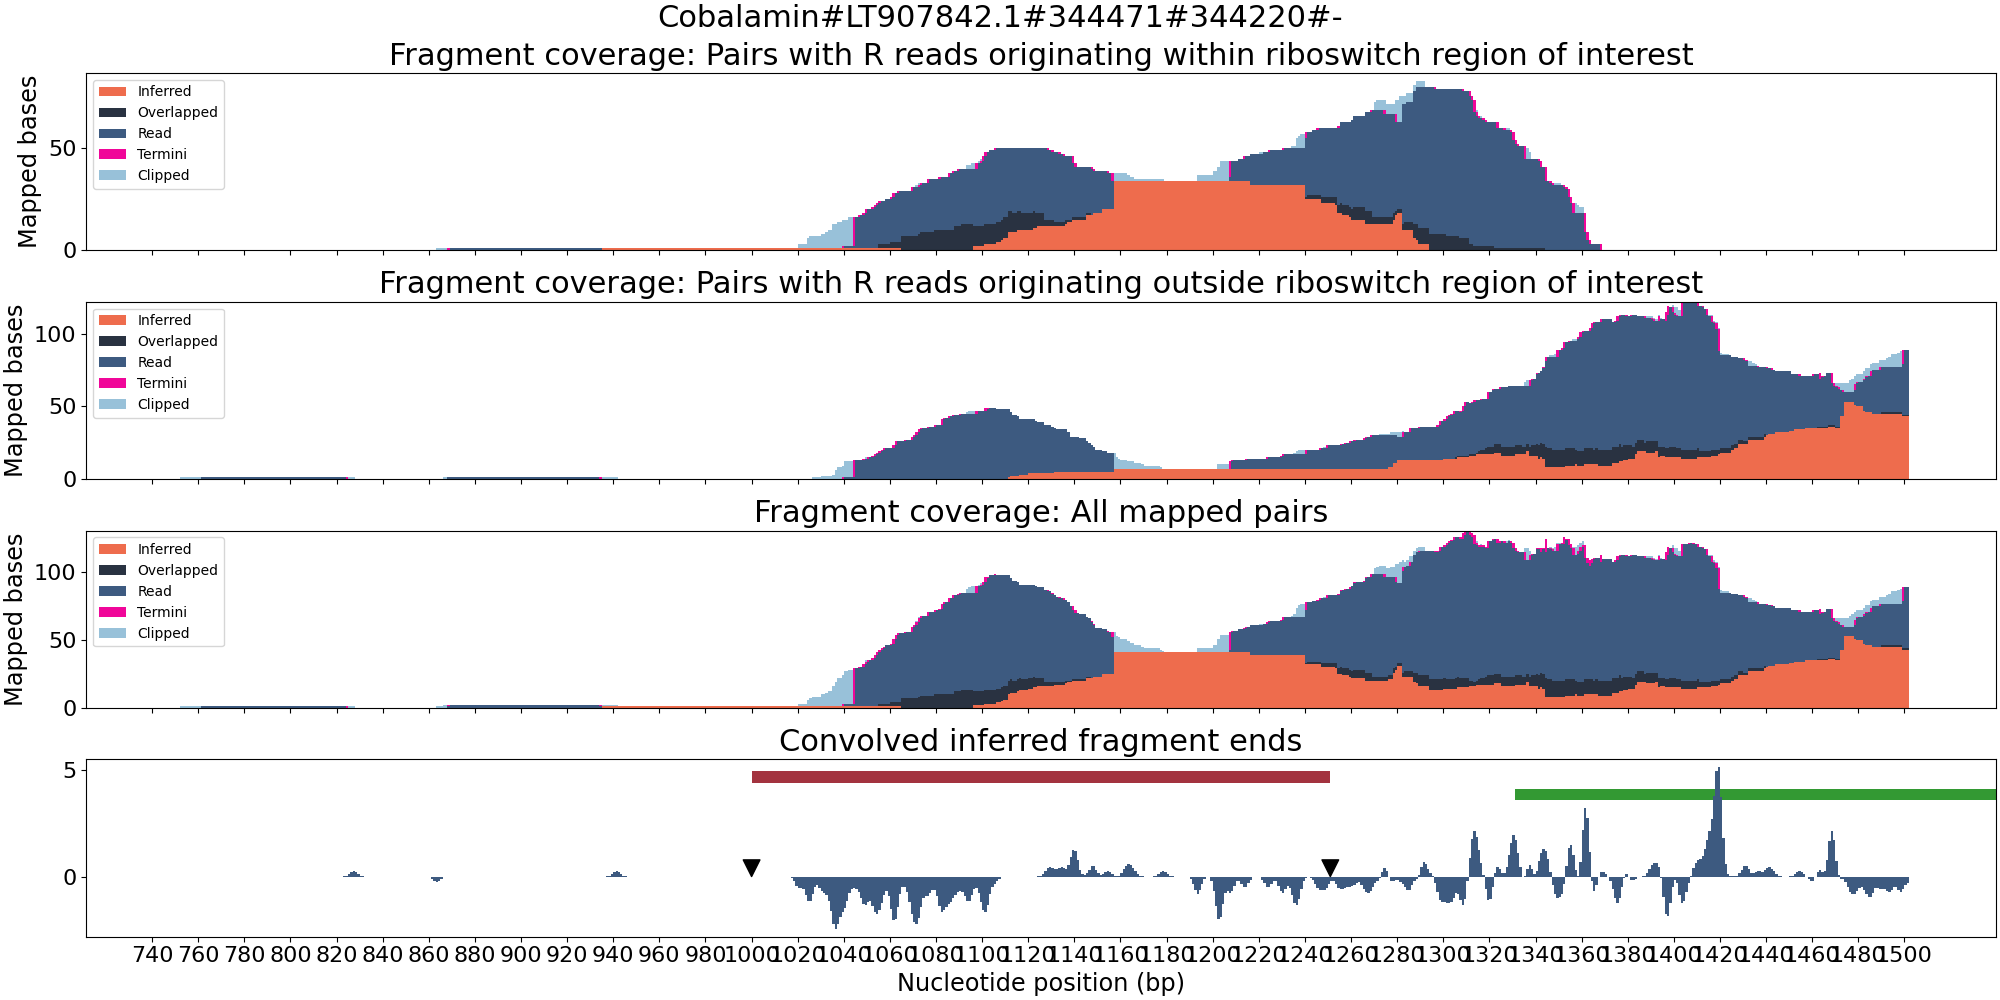 Cobalamin#LT907842.1#344471#344220#-
Fragment coverage: Pairs with R reads originating within riboswitch region of interest
Mapped bases
50
0
Inferred
Overlapped
Read
Termini
Clipped
Fragment coverage: Pairs with R reads originating outside riboswitch region of interest
Mapped bases
100
50
0
Inferred
Overlapped
Read
Termini
Clipped
Fragment coverage: All mapped pairs
Mapped bases
100
50
0
Inferred
Overlapped
Read
Termini
Clipped
Convolved inferred fragment ends
5
0
740 760 780 800 820 840 860 880 900 920 940 960 980 1000 1020 1040 1060 1080 1100 1120 1140 1160 1180 1200 1220 1240 1260 1280 1300 1320 1340 1360 1380 1400 1420 1440 1460 1480 1500
Nucleotide position (bp)